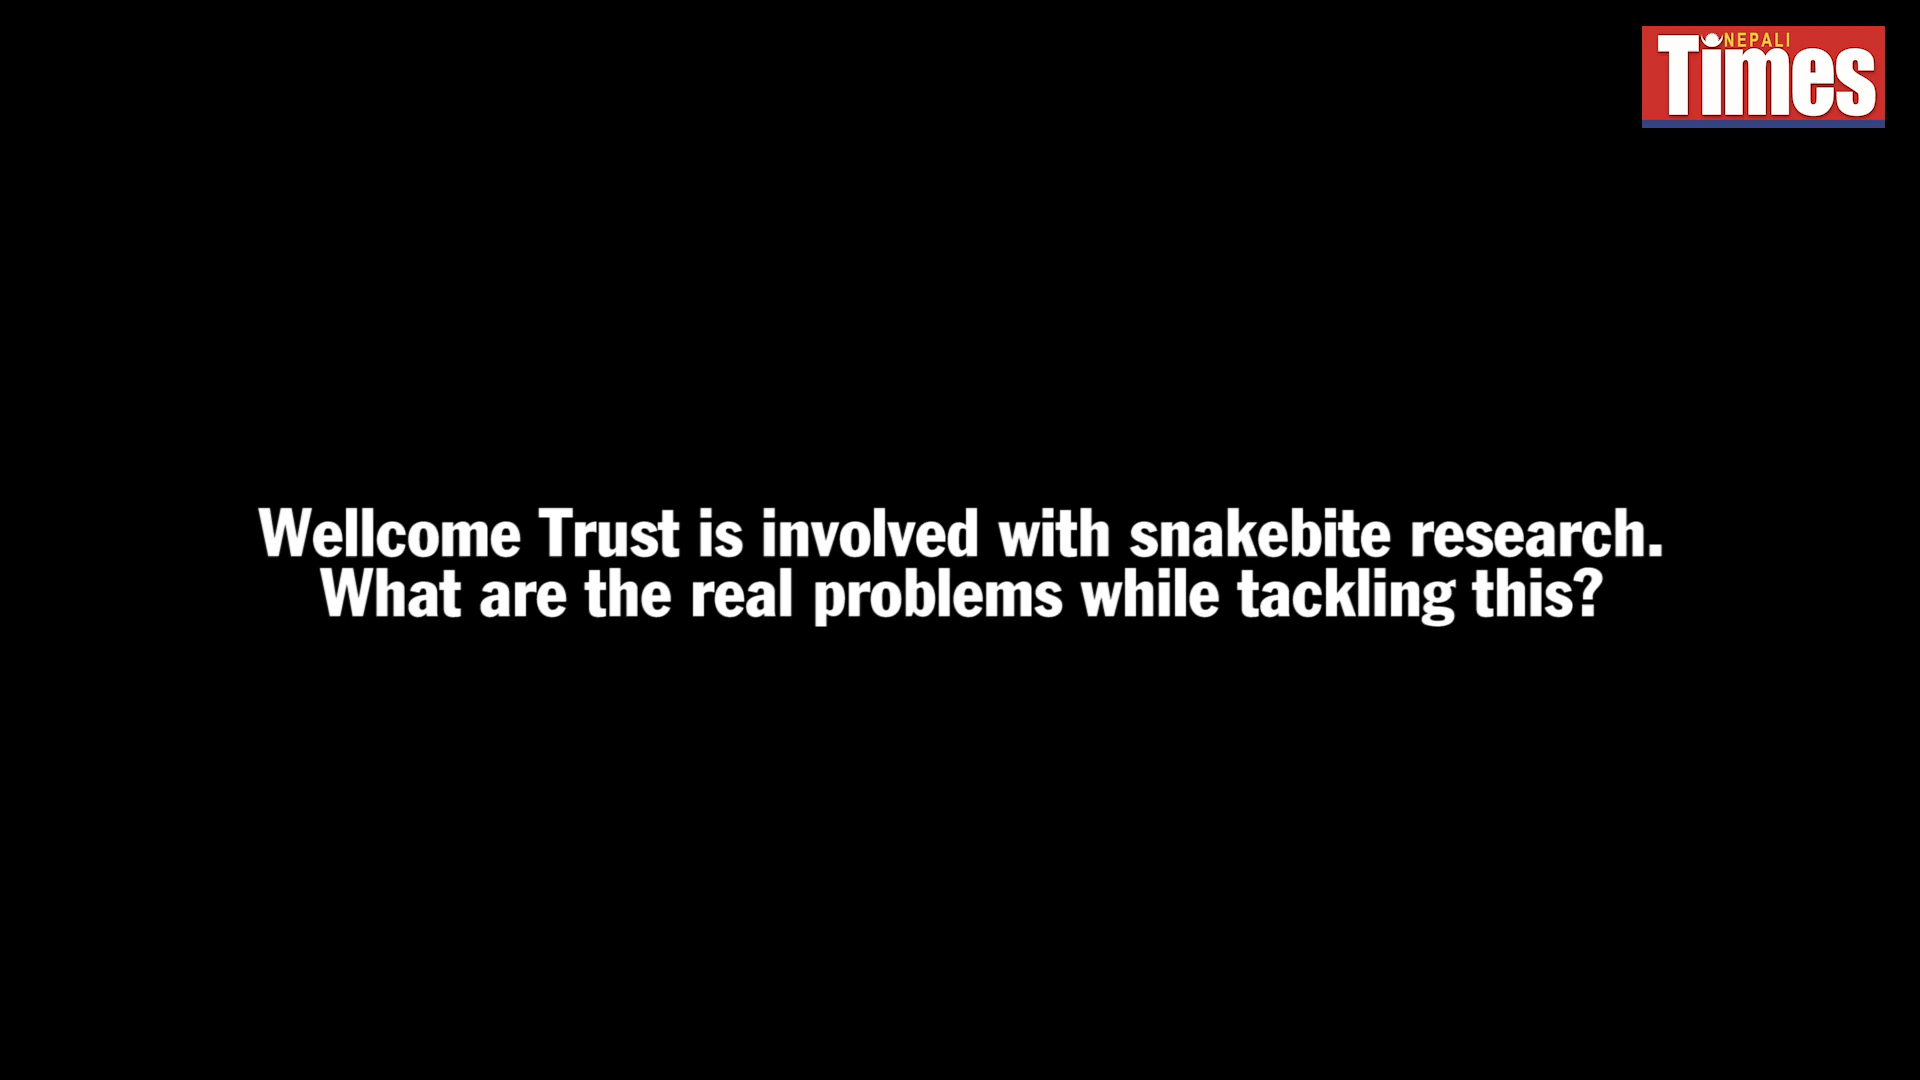 NEPALI
Times
Wellcome Trust is involved with snakebite research.
What are the real problems while tackling this?